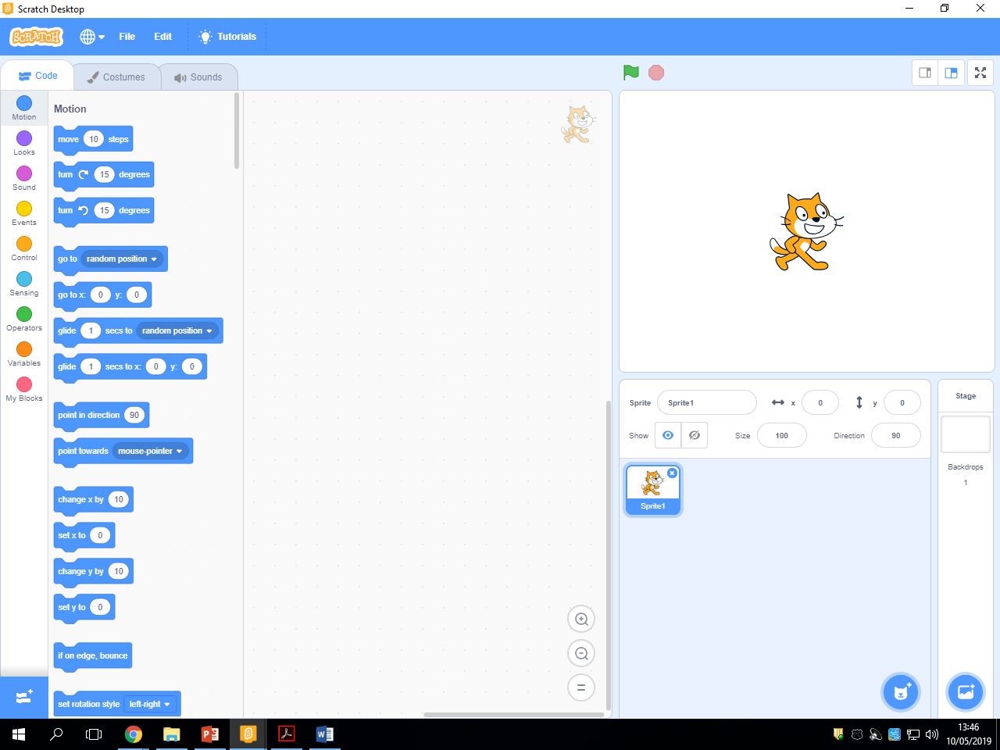 Scratch Desktop
SCRATCH File Edit Tutorials
Code Costumes Sounds
Motion
Looks
Sound
Events
Control
Sensing
Operators
Variables
My Blocks
Motion
move 10 steps
turn 15 degrees
turn 15 degrees
go to random position
go to x: 0 y: 0
glide 1 secs to random position
glide 1 secs to x: 0 y: 0
point in direction 90
point towards mouse-pointer
change x by 10
set x to 0
change y by 10
set y to 0
if on edge, bounce
set rotation style left-right
Sprite Sprite1 x 0 y 0
Show Size 100 Direction 90
Sprite1
Stage
Backdrops
1
13:46
10/05/2019